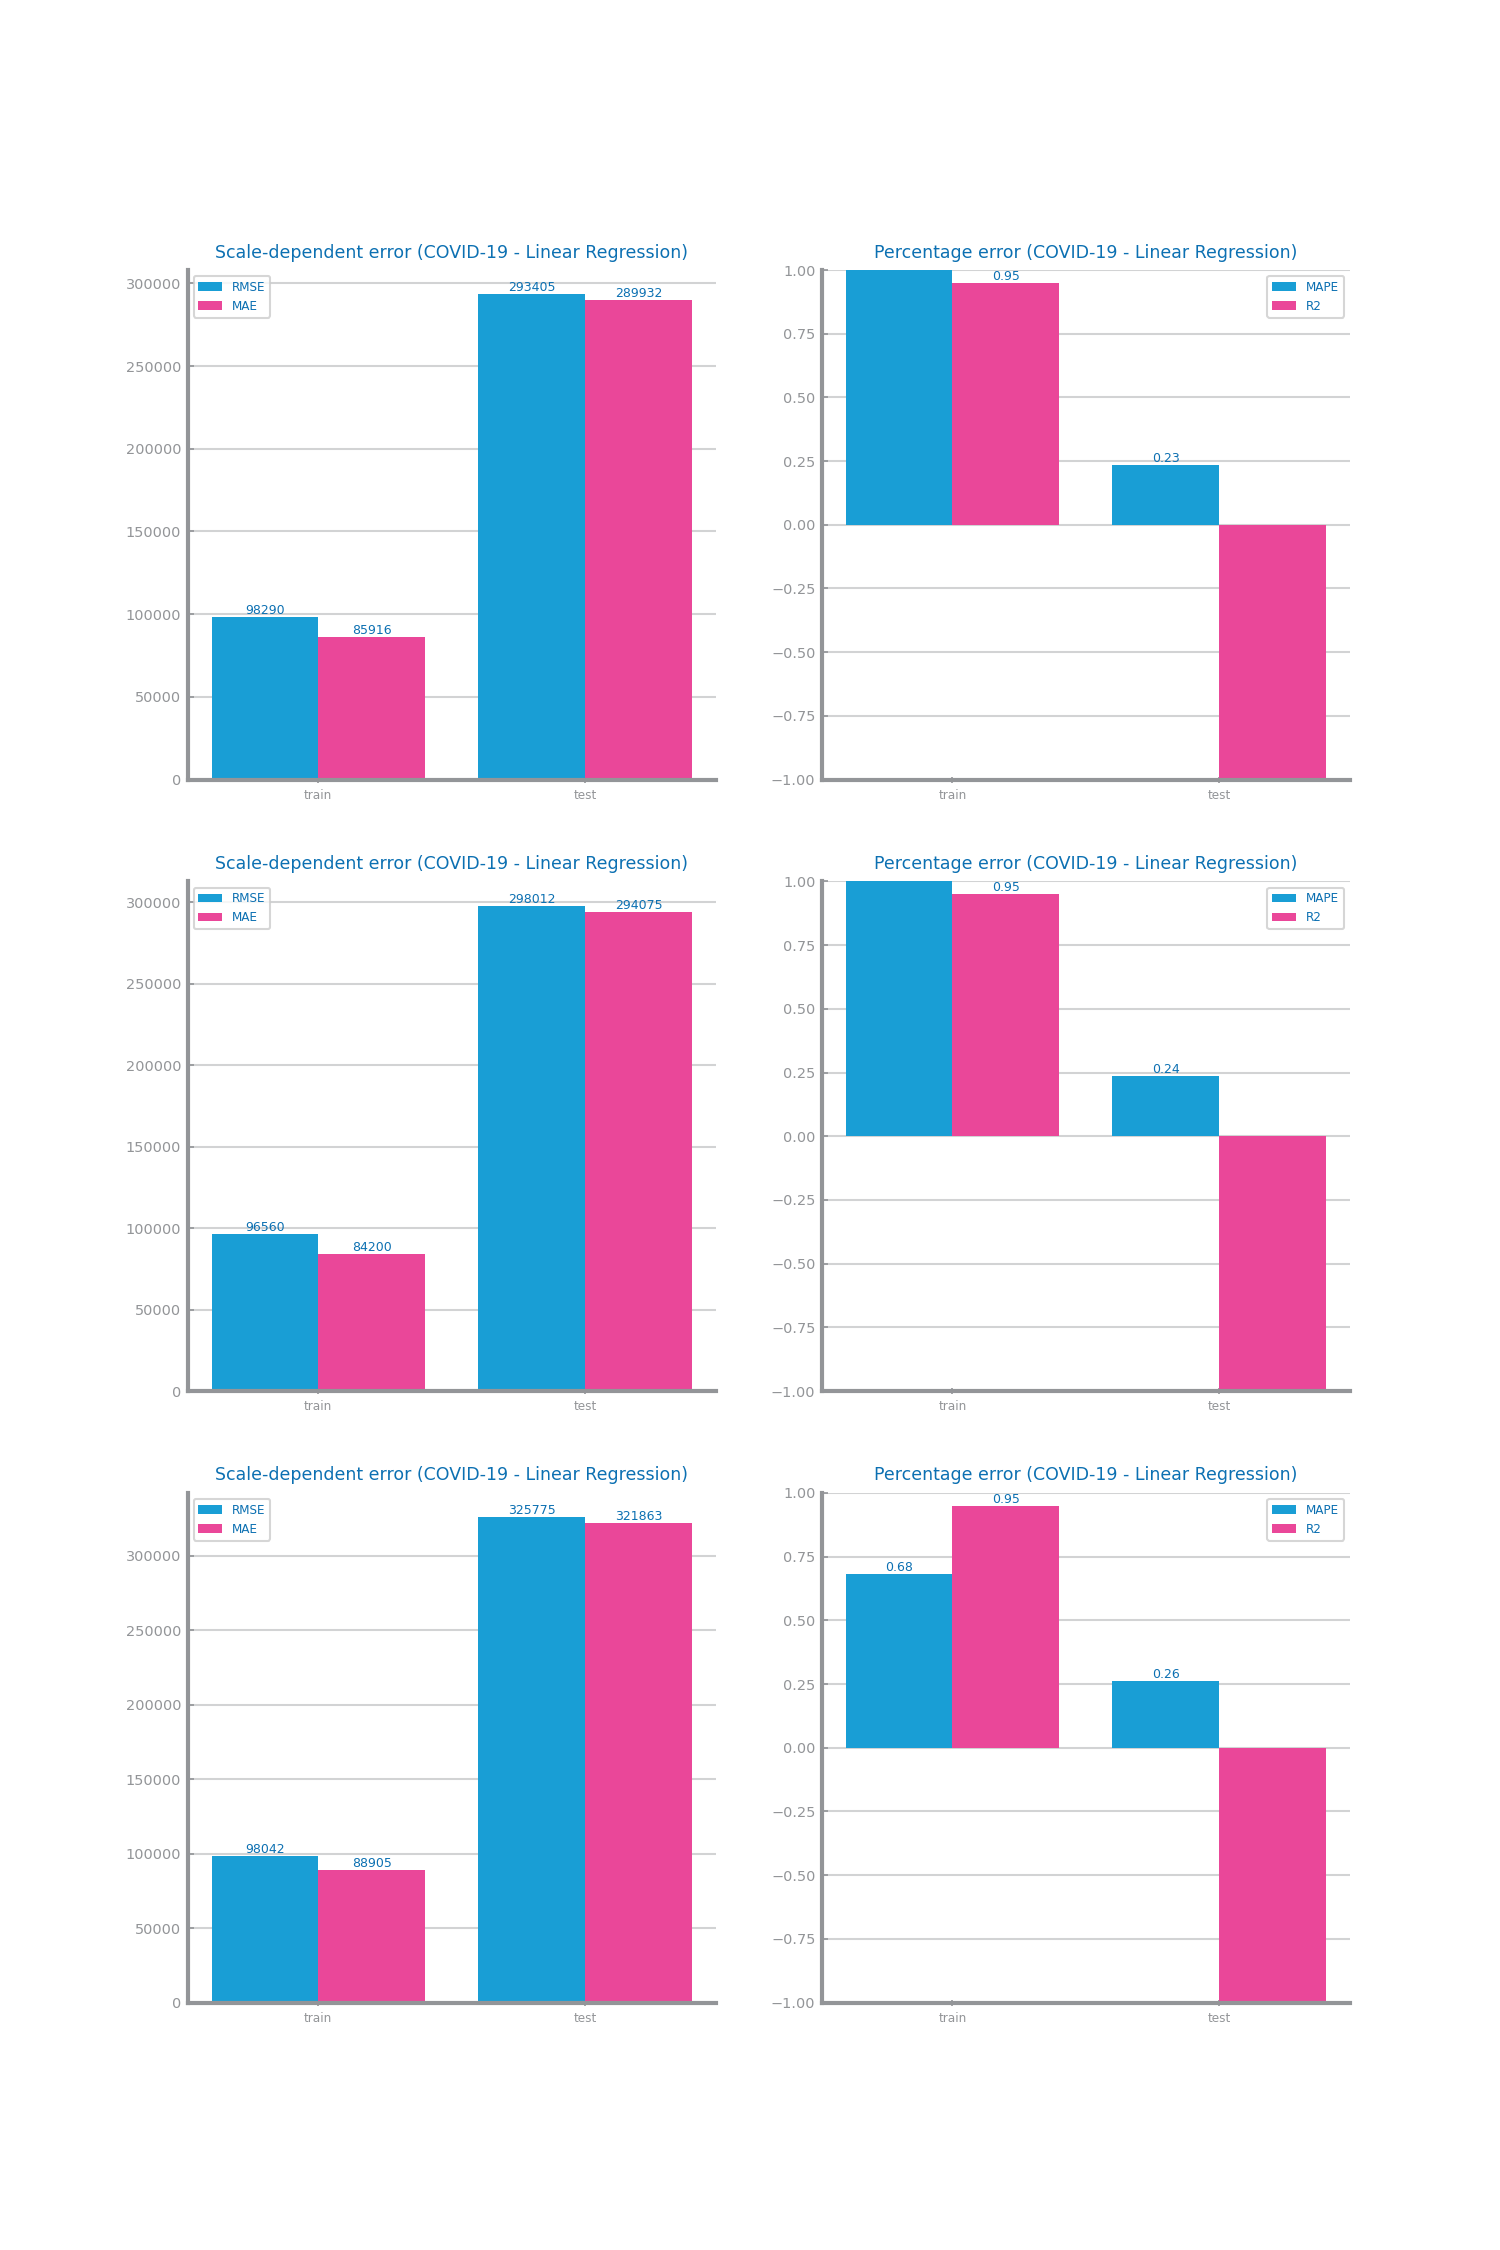 Scale-dependent error (COVID-19 - Linear Regression)
RMSE
MAE
300000
250000
200000
150000
100000
50000
0
98290
85916
293405
289932
train
test
Percentage error (COVID-19 - Linear Regression)
MAPE
R2
1.00
0.75
0.50
0.25
0.00
−0.25
−0.50
−0.75
−1.00
0.95
0.23
train
test
Scale-dependent error (COVID-19 - Linear Regression)
RMSE
MAE
300000
250000
200000
150000
100000
50000
0
96560
84200
298012
294075
train
test
Percentage error (COVID-19 - Linear Regression)
MAPE
R2
1.00
0.75
0.50
0.25
0.00
−0.25
−0.50
−0.75
−1.00
0.95
0.24
train
test
Scale-dependent error (COVID-19 - Linear Regression)
RMSE
MAE
300000
250000
200000
150000
100000
50000
0
98042
88905
325775
321863
train
test
Percentage error (COVID-19 - Linear Regression)
MAPE
R2
1.00
0.75
0.50
0.25
0.00
−0.25
−0.50
−0.75
−1.00
0.68
0.95
0.26
train
test